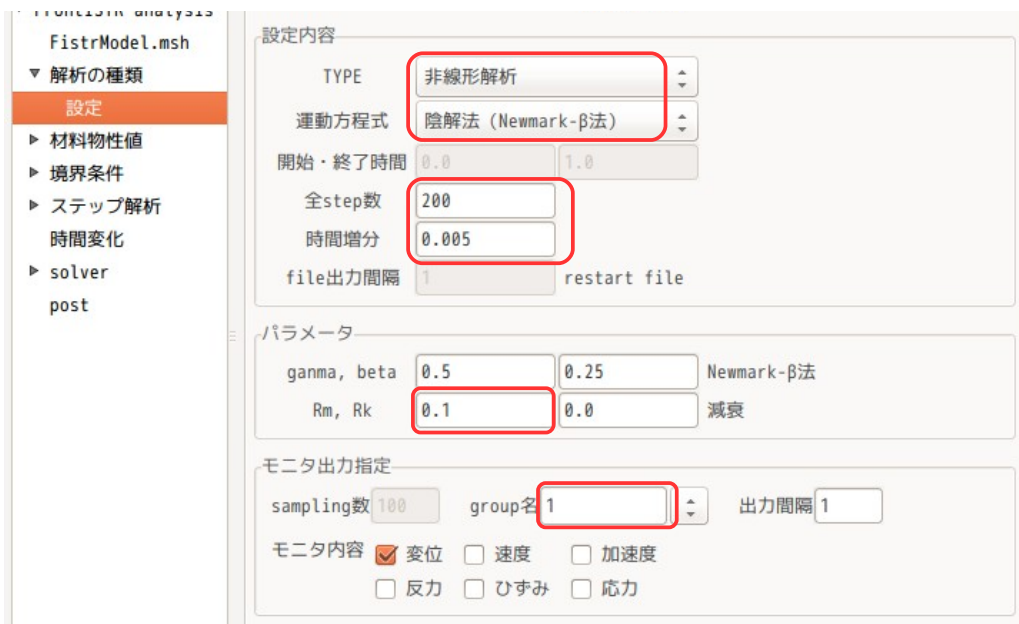 FrontISTR analysis
FistrModel.msh
解析の種類
設定
材料物性値
境界条件
ステップ解析
時間変化
solver
post
設定内容
TYPE 非線形解析
運動方程式 陰解法 (Newmark-β法)
開始・終了時間 0.0 1.0
全step数 200
時間増分 0.005
file出力間隔 1 restart file
パラメータ
ganma, beta 0.5 0.25 Newmark-β法
Rm, Rk 0.1 0.0 減衰
モニタ出力指定
sampling数 100 group名 1 出力間隔 1
モニタ内容 変位 速度 加速度
反力 ひずみ 応力